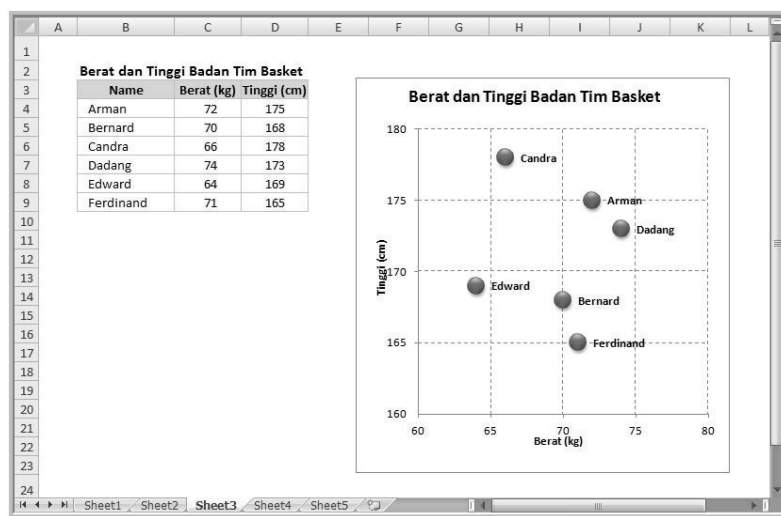 A B C D E F G H I J K L
1
2 Berat dan Tinggi Badan Tim Basket
3 Name Berat (kg) Tinggi (cm)
4 Arman 72 175
5 Bernard 70 168
6 Candra 66 178
7 Dadang 74 173
8 Edward 64 169
9 Ferdinand 71 165
10
11
12
13
14
15
16
17
18
19
20
21
22
23
24
Berat dan Tinggi Badan Tim Basket
180
175
170
165
160
Tinggi (cm)
Candra
Arman
Dadang
Edward
Bernard
Ferdinand
60 65 70 75 80
Berat (kg)
Sheet1 Sheet2 Sheet3 Sheet4 Sheet5